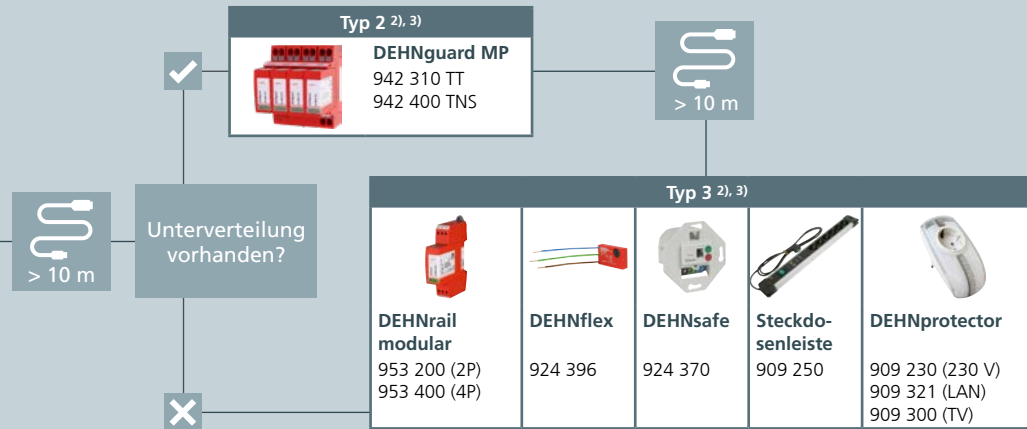 Typ 2 2), 3)
DEHNguard MP
942 310 TT
942 400 TNS
> 10 m
> 10 m
Unterverteilung
vorhanden?
Typ 3 2), 3)
DEHNrail
modular
953 200 (2P)
953 400 (4P)
DEHNflex
924 396
DEHNsafe
924 370
Steckdo-
senleiste
909 250
DEHNprotector
909 230 (230 V)
909 321 (LAN)
909 300 (TV)